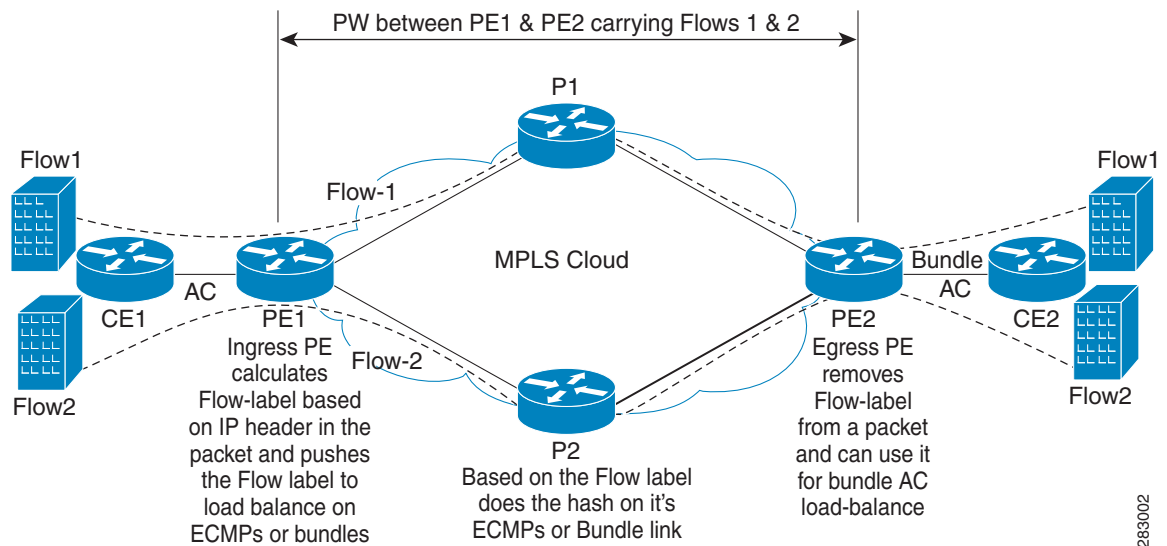 PW between PE1 & PE2 carrying Flows 1 & 2
P1
Flow1
Flow-1
Flow1
MPLS Cloud
Bundle
AC
AC
CE1
PE1
PE2
CE2
Flow2
Flow-2
Flow2
Ingress PE
calculates
Flow-label based
on IP header in the
packet and pushes
the Flow label to
load balance on
ECMPs or bundles
P2
Based on the Flow label
does the hash on it's
ECMPs or Bundle link
Egress PE
removes
Flow-label
from a packet
and can use it
for bundle AC
load-balance
283002